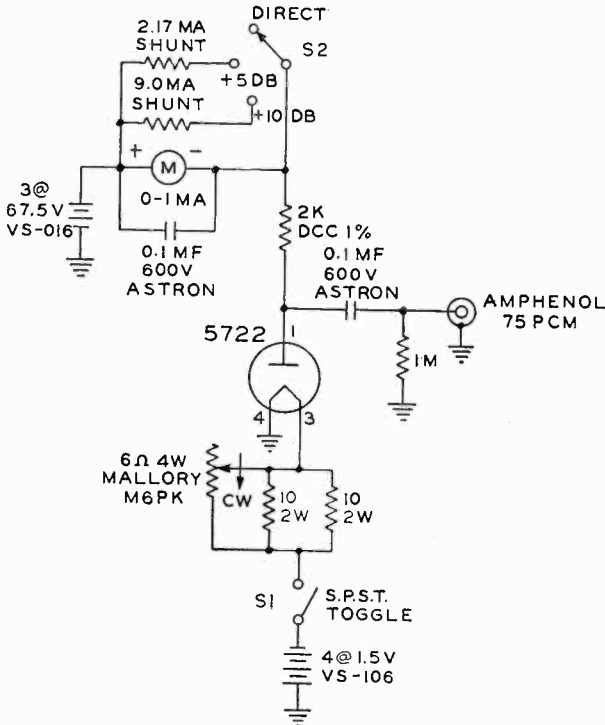 DIRECT
2.17 MA
SHUNT
S2
+5 DB
9.0 MA
SHUNT
+10 DB
+ M -
0-1 MA
3@
67.5V
VS-016
0.1 MF
600V
ASTRON
2K
DCC 1%
0.1 MF
600V
ASTRON
AMPHENOL
75 PCM
5722
1
1M
4 3
6Ω 4W
MALLORY
M6PK
CW
10
2W
10
2W
S1
S.P.S.T.
TOGGLE
4@1.5V
VS-106